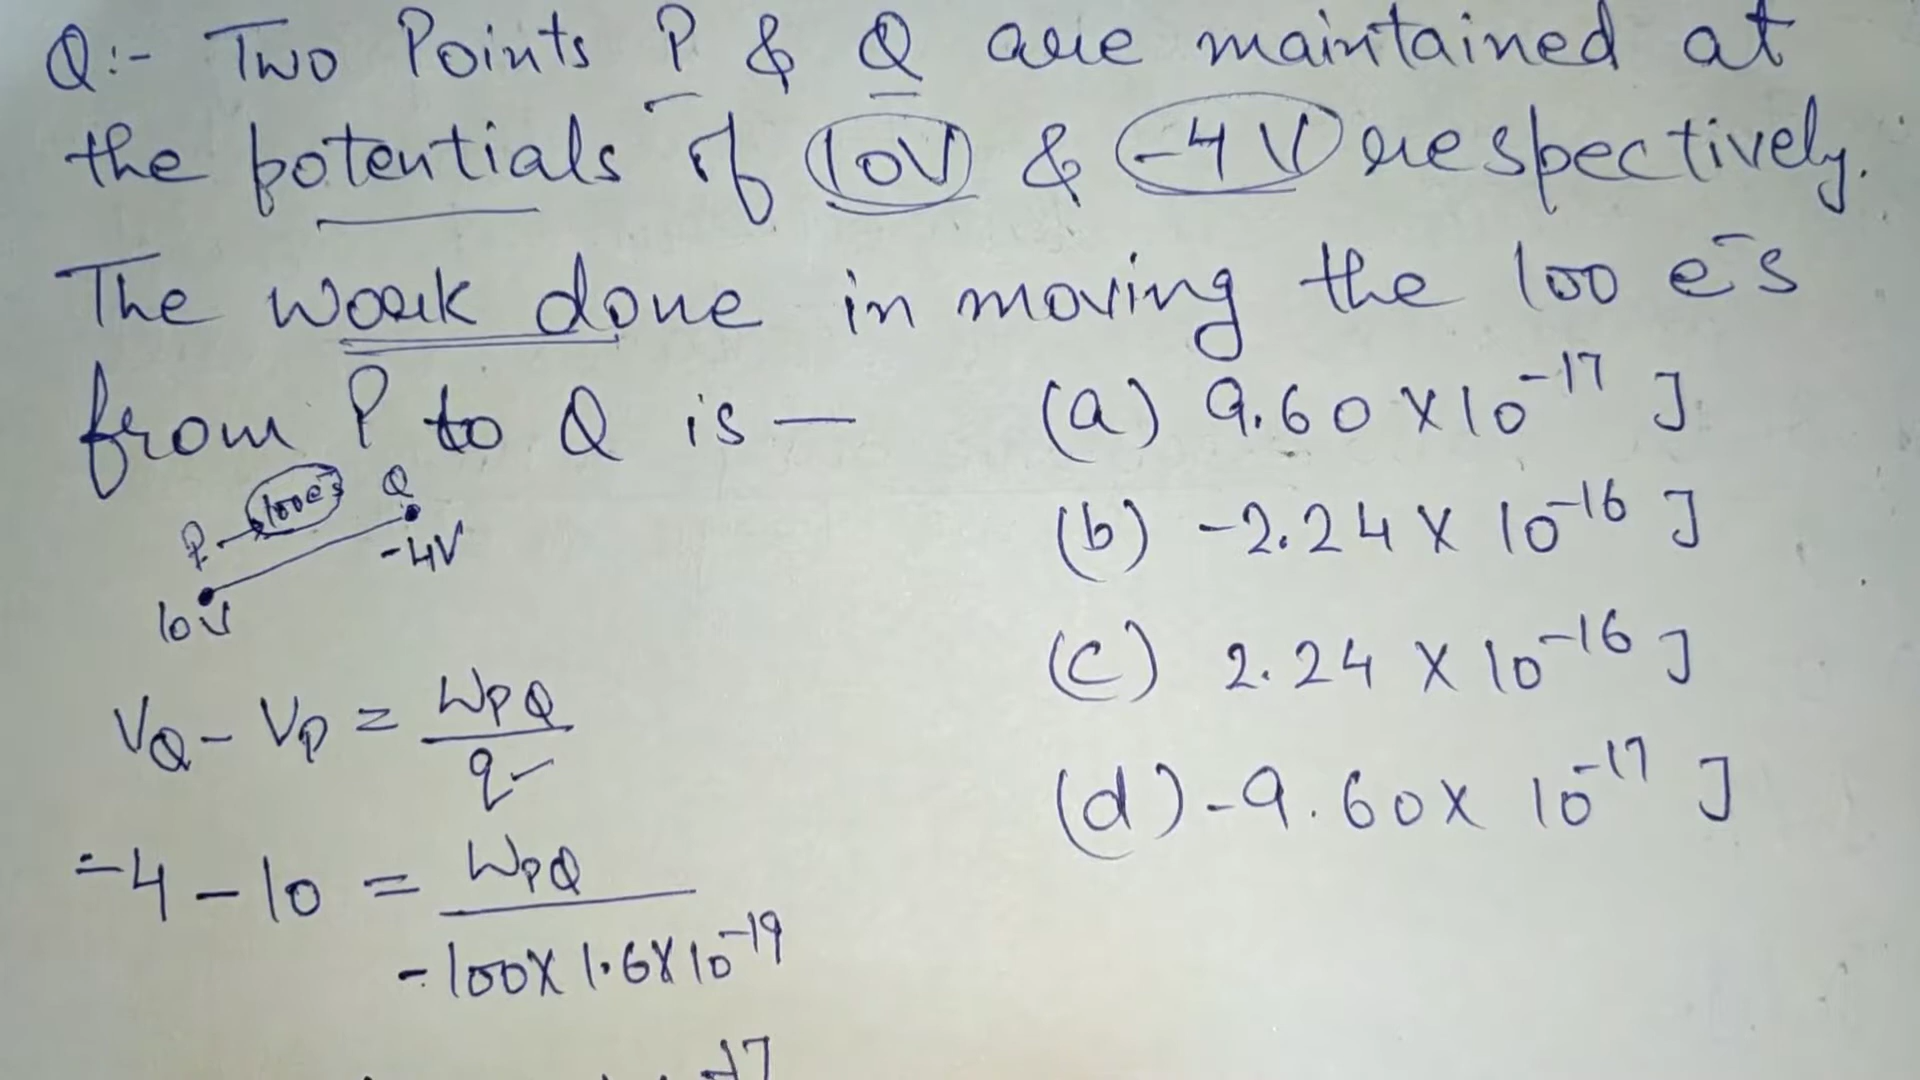 Q:- Two Points P & Q are maintained at
the potentials of 10V & -4V respectively.
The work done in moving the 100 e⁻s
from P to Q is —
(a) 9.60 × 10⁻¹⁷ J
(b) -2.24 × 10⁻¹⁶ J
(c) 2.24 × 10⁻¹⁶ J
(d) -9.60 × 10⁻¹⁷ J
P 100e⁻s Q
10V -4V
V_Q - V_P = W_PQ / q
-4 - 10 = W_PQ / -100 × 1.6 × 10⁻¹⁹
-17